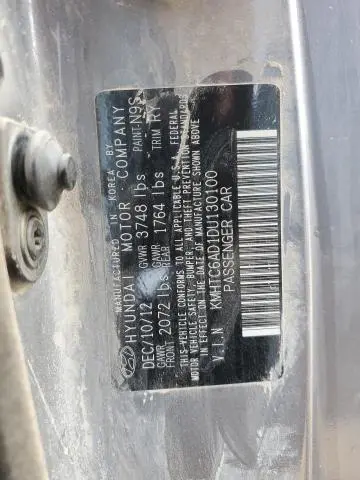 MANUFACTURED IN KOREA BY
HYUNDAI MOTOR COMPANY
PAINT-N9S
DEC/10/12 GVWR 3748 lbs TRIM RY
GAWR FRONT 2072 lbs GAWR REAR 1764 lbs
THIS VEHICLE CONFORMS TO ALL APPLICABLE U.S.A FEDERAL
MOTOR VEHICLE SAFETY, BUMPER, AND THEFT PREVENTION STANDARDS
IN EFFECT ON THE DATE OF MANUFACTURE SHOWN ABOVE
V.I.N KMHTC6AD1DU130100
PASSENGER CAR